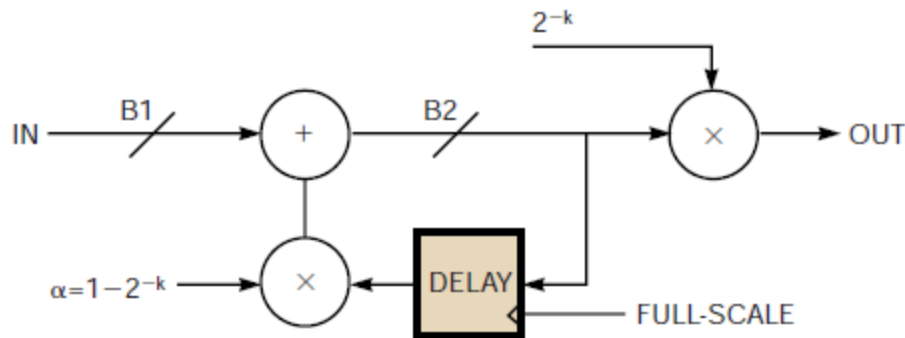 2⁻ᵏ
B1
B2
IN
+
×
OUT
α=1−2⁻ᵏ
×
DELAY
FULL-SCALE